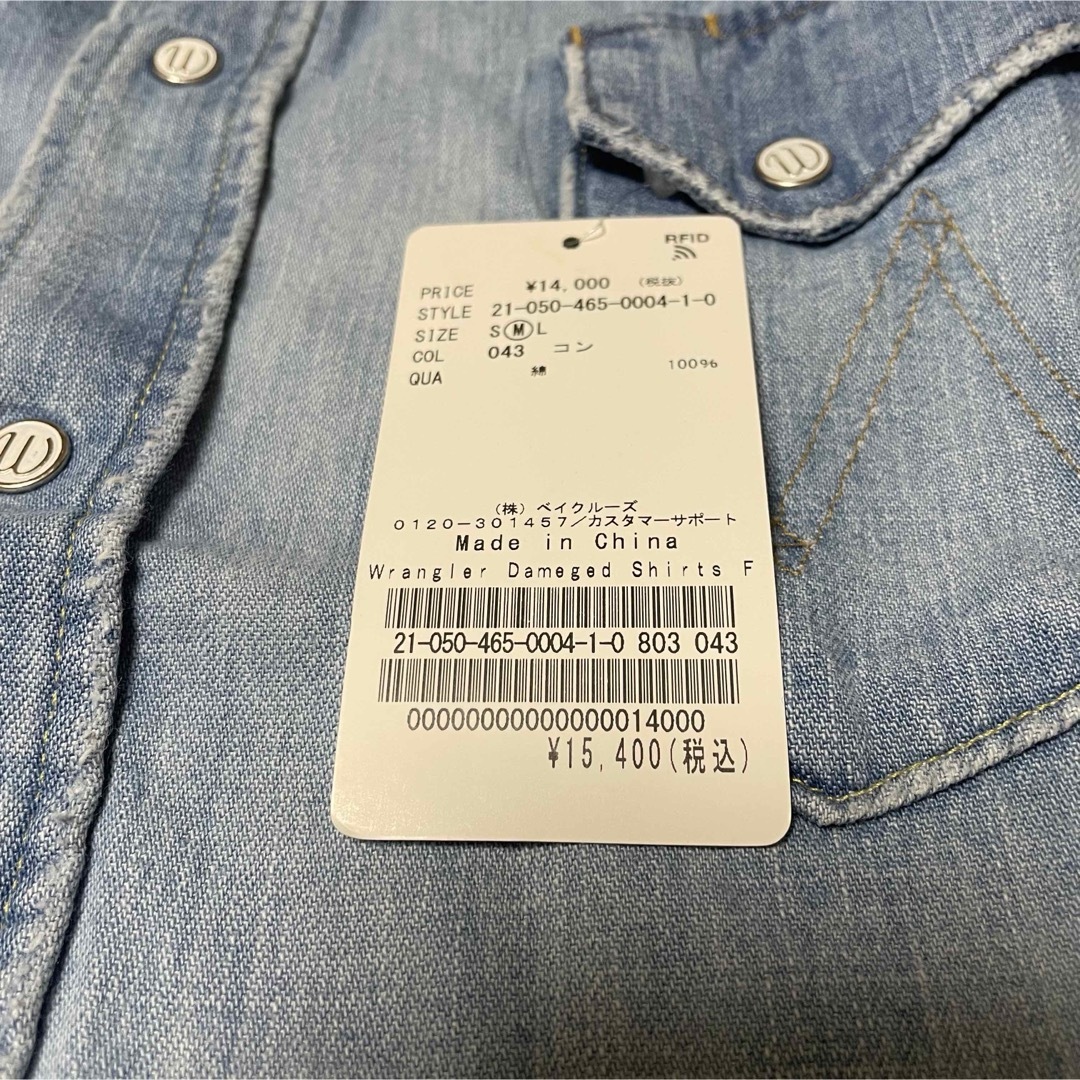 W
W
W
RFID
PRICE ¥14,000 (税抜)
STYLE 21-050-465-0004-1-0
SIZE S M L
COL 043 コン
QUA 綿 100%
(株) ベイクルーズ
0120-301457/カスタマーサポート
Made in China
Wrangler Dameged Shirts F
21-050-465-0004-1-0 803 043
00000000000000014000
¥15,400(税込)